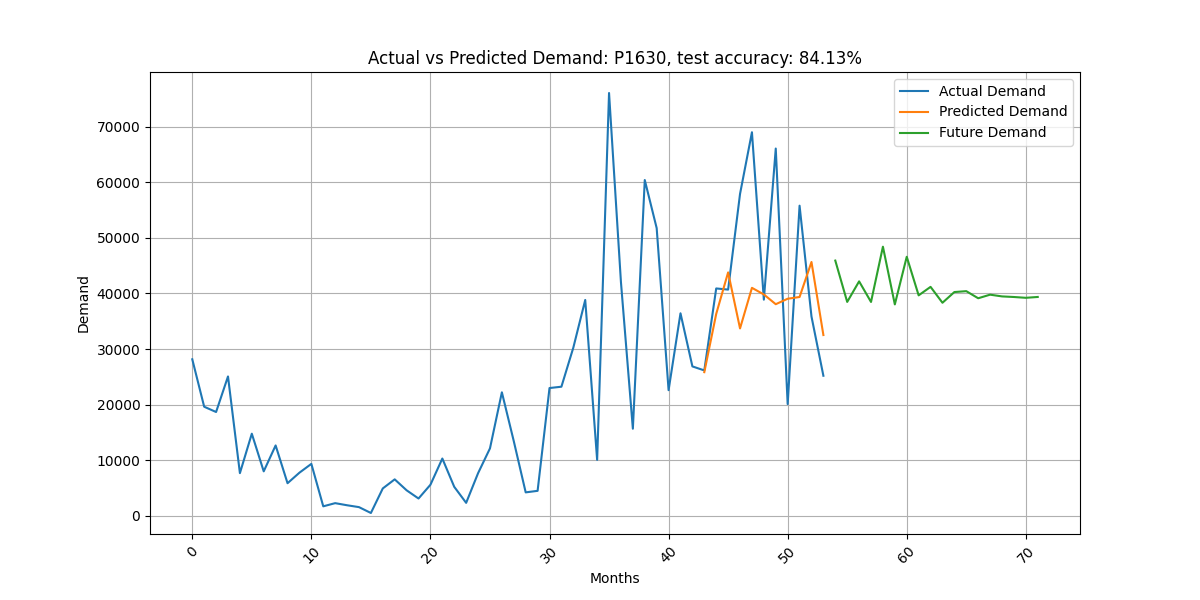 Actual vs Predicted Demand: P1630, test accuracy: 84.13%
Actual Demand
Predicted Demand
Future Demand
Demand
70000
60000
50000
40000
30000
20000
10000
0
0
10
20
30
40
50
60
70
Months